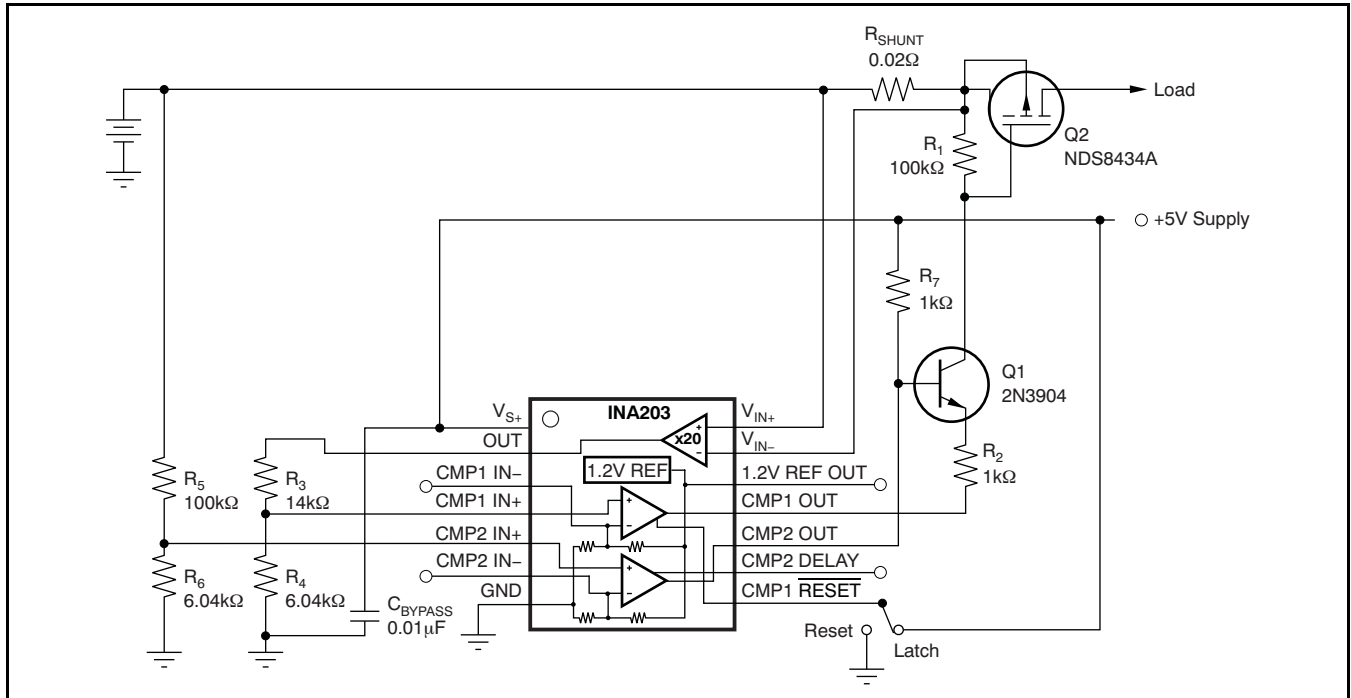 R_SHUNT
0.02Ω
Load
Q2
NDS8434A
R1
100kΩ
+5V Supply
R7
1kΩ
Q1
2N3904
R2
1kΩ
INA203
VS+
OUT
CMP1 IN−
CMP1 IN+
CMP2 IN+
CMP2 IN−
GND
x20
+
−
1.2V REF
+
−
+
−
VIN+
VIN−
1.2V REF OUT
CMP1 OUT
CMP2 OUT
CMP2 DELAY
CMP1 RESET
R5
100kΩ
R3
14kΩ
R6
6.04kΩ
R4
6.04kΩ
CBYPASS
0.01μF
Reset
Latch